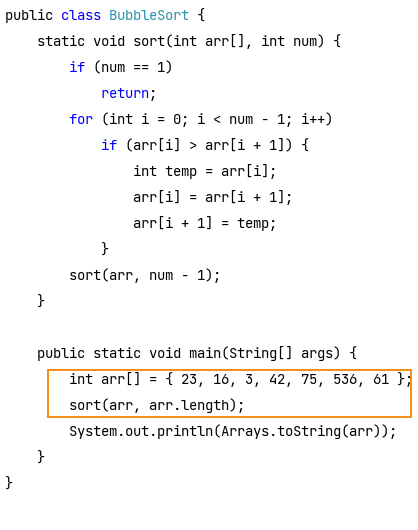 public class BubbleSort {
    static void sort(int arr[], int num) {
        if (num == 1)
            return;
        for (int i = 0; i < num - 1; i++)
            if (arr[i] > arr[i + 1]) {
                int temp = arr[i];
                arr[i] = arr[i + 1];
                arr[i + 1] = temp;
            }
        sort(arr, num - 1);
    }

    public static void main(String[] args) {
        int arr[] = { 23, 16, 3, 42, 75, 536, 61 };
        sort(arr, arr.length);
        System.out.println(Arrays.toString(arr));
    }
}